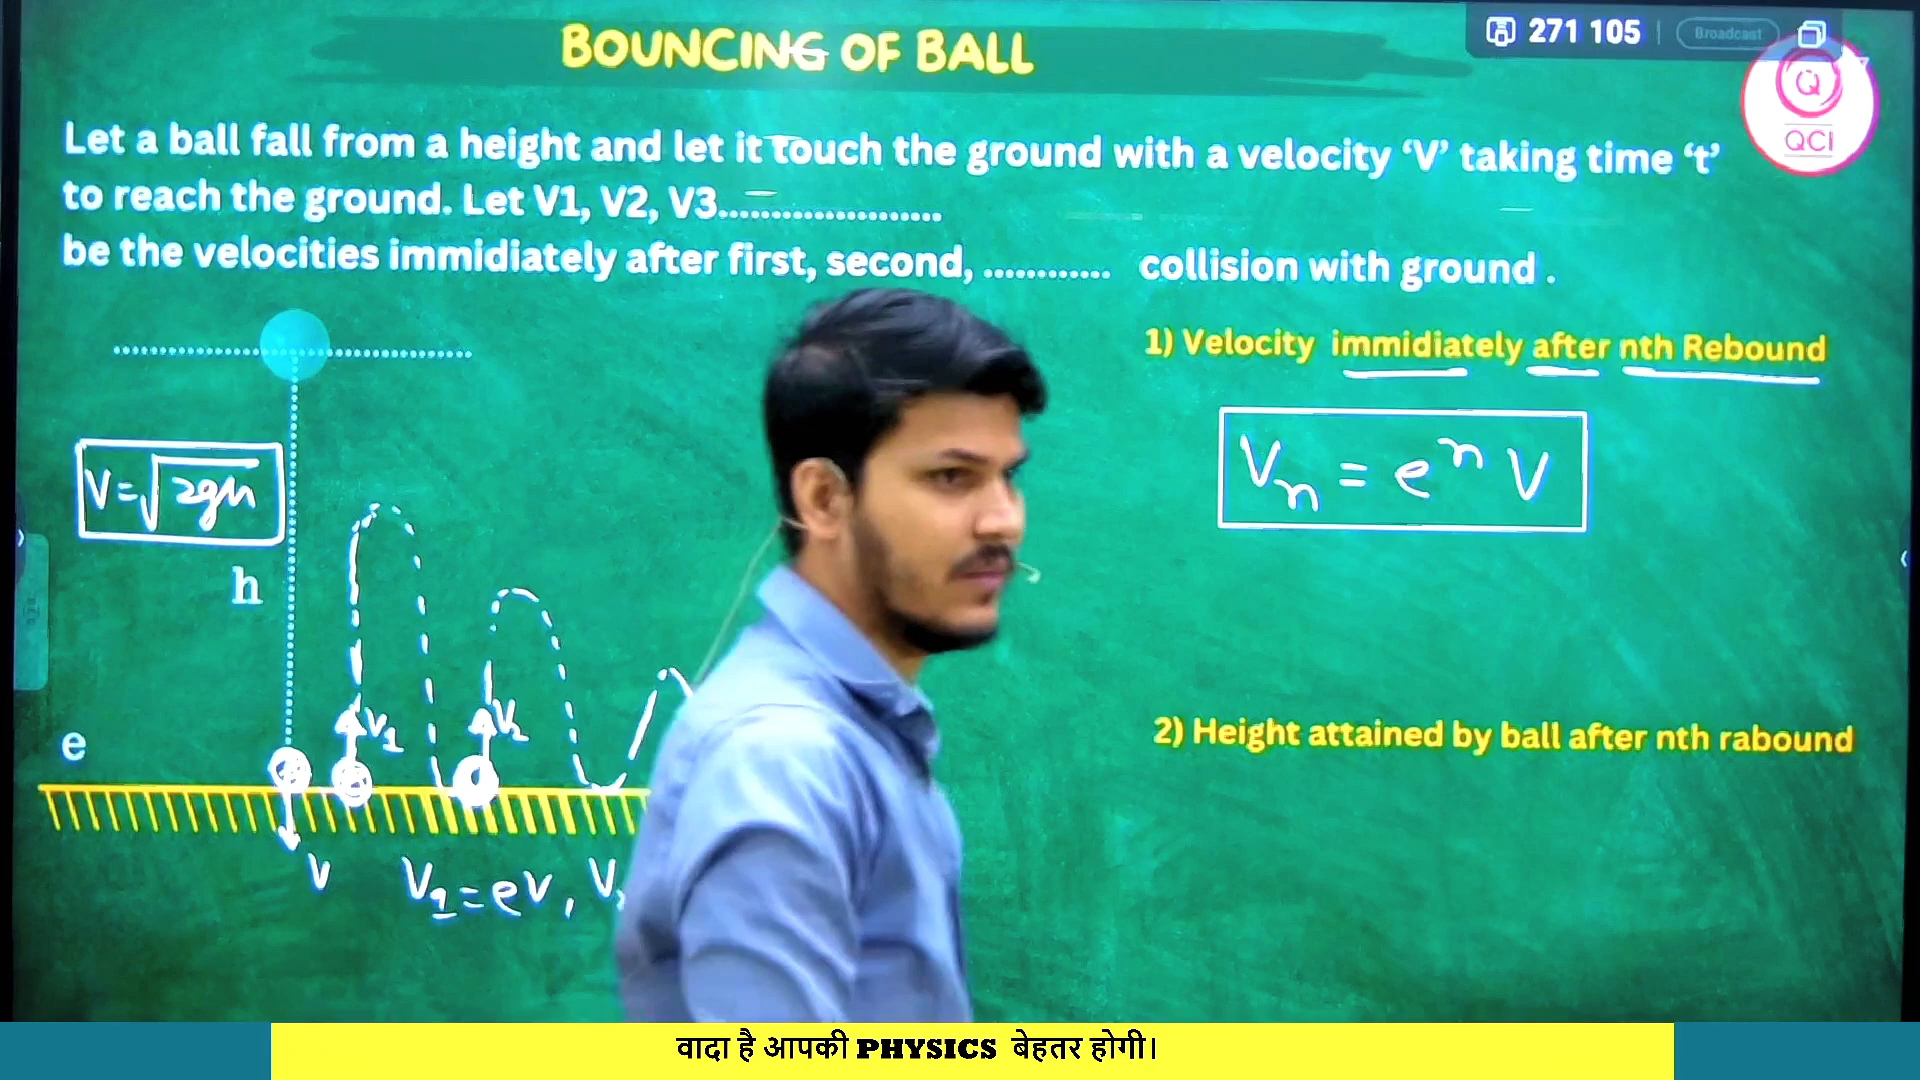 BOUNCING OF BALL
271 105
Broadcast
Q
QCI
Let a ball fall from a height and let it touch the ground with a velocity ‘V’ taking time ‘t’
to reach the ground. Let V1, V2, V3.....................
be the velocities immidiately after first, second, ............ collision with ground .
1) Velocity immidiately after nth Rebound
Vn = e^n V
V=√2gh
h
V1
V2
e
2) Height attained by ball after nth rabound
V
V1=eV,
वादा है आपकी PHYSICS बेहतर होगी।